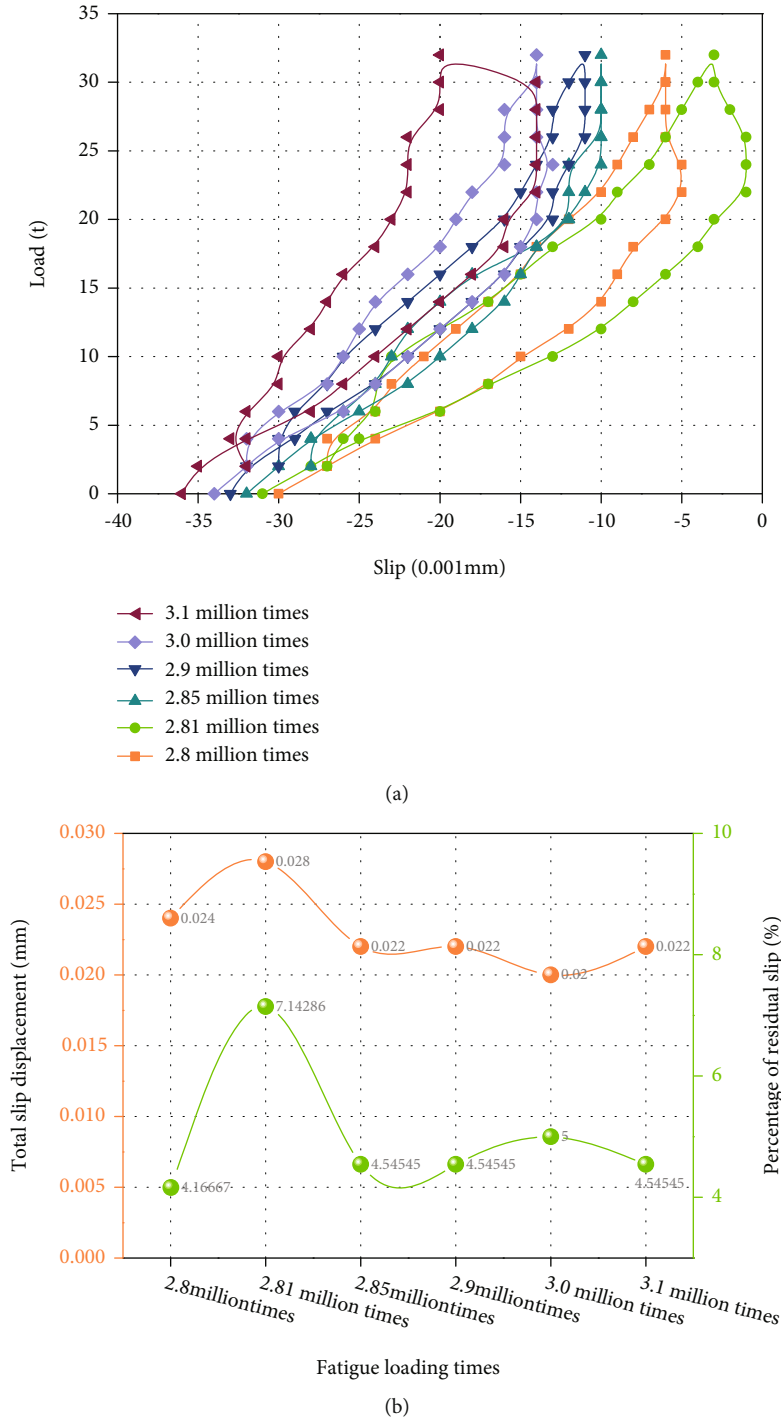 35
30
25
20
15
10
5
0
Load (t)
-40 -35 -30 -25 -20 -15 -10 -5 0
Slip (0.001mm)
3.1 million times
3.0 million times
2.9 million times
2.85 million times
2.81 million times
2.8 million times
(a)
0.030
0.025
0.020
0.015
0.010
0.005
0.000
Total slip displacement (mm)
10
8
6
4
Percentage of residual slip (%)
0.024
0.028
0.022
0.022
0.02
0.022
4.16667
7.14286
4.54545
4.54545
5
4.54545
2.8milliontimes
2.81 million times
2.85milliontimes
2.9milliontimes
3.0 million times
3.1 million times
Fatigue loading times
(b)